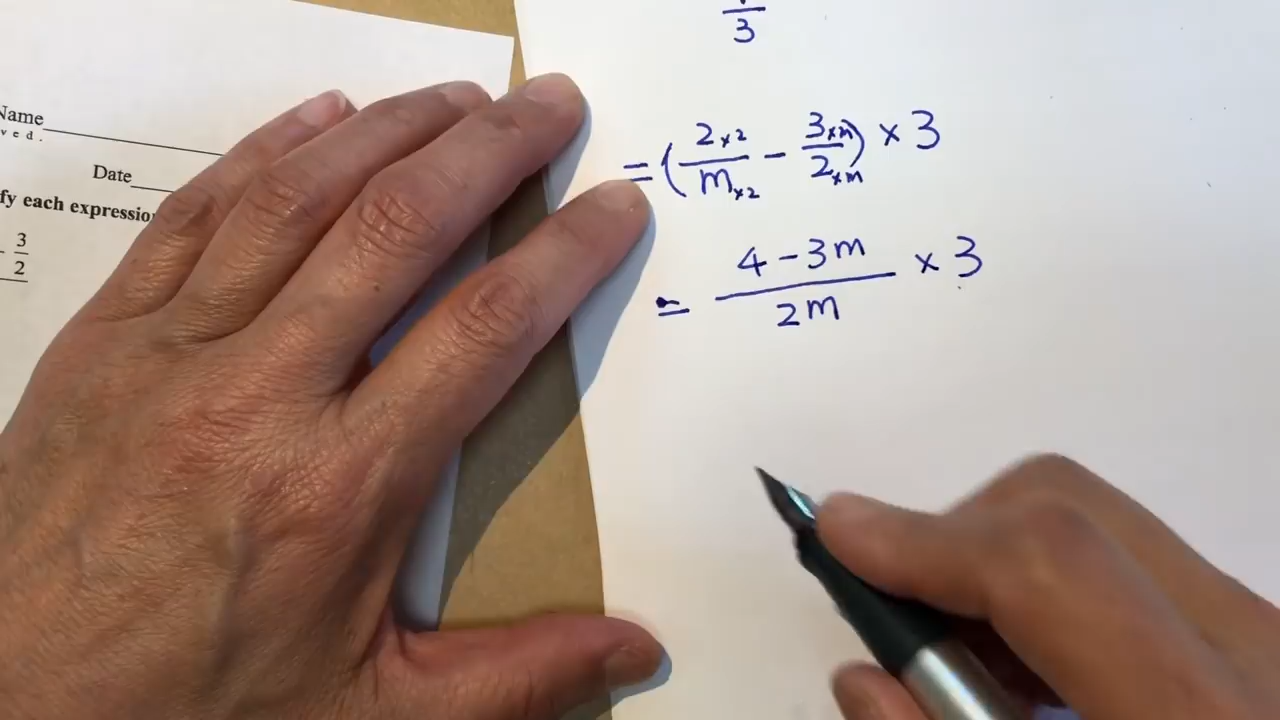 Name
ved.
Date
fy each expression
- 3/2
1/3
= (2×2/m×2 - 3×m/2×m) × 3
= 4-3m/2m × 3